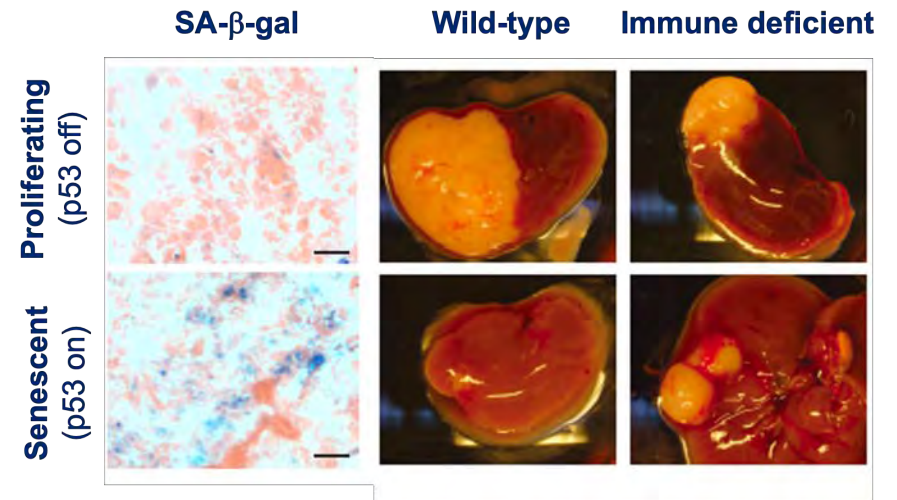 SA-β-gal
Wild-type
Immune deficient
Proliferating
(p53 off)
Senescent
(p53 on)